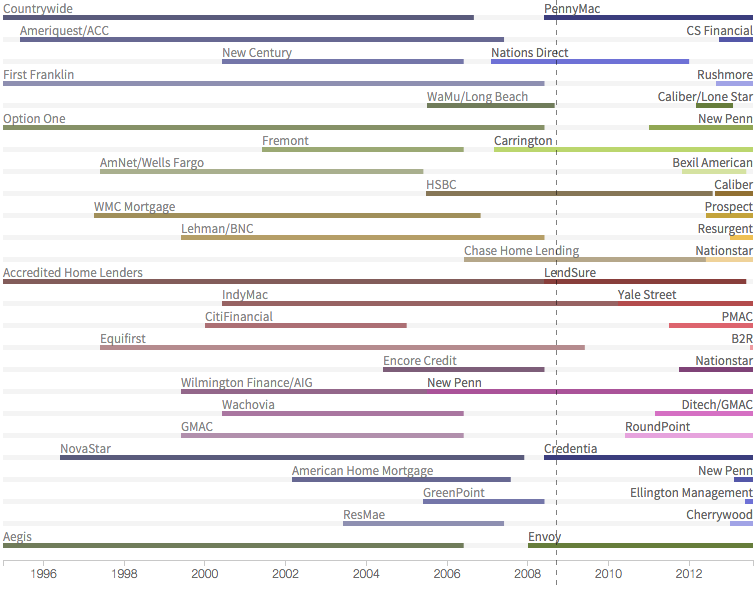 Countrywide PennyMac
Ameriquest/ACC CS Financial
New Century Nations Direct
First Franklin Rushmore
WaMu/Long Beach Caliber/Lone Star
Option One New Penn
Fremont Carrington
AmNet/Wells Fargo Bexil American
HSBC Caliber
WMC Mortgage Prospect
Lehman/BNC Resurgent
Chase Home Lending Nationstar
Accredited Home Lenders LendSure
IndyMac Yale Street
CitiFinancial PMAC
Equifirst B2R
Encore Credit Nationstar
Wilmington Finance/AIG New Penn
Wachovia Ditech/GMAC
GMAC RoundPoint
NovaStar Credentia
American Home Mortgage New Penn
GreenPoint Ellington Management
ResMae Cherrywood
Aegis Envoy
1996 1998 2000 2002 2004 2006 2008 2010 2012